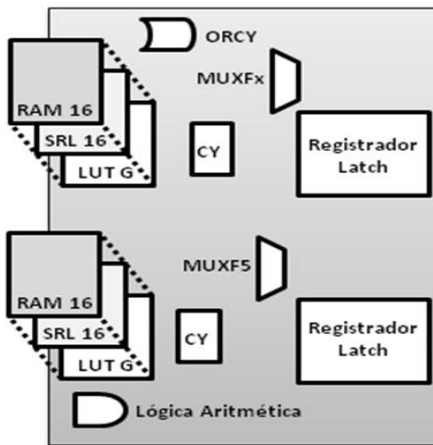 ORCY
MUXFx
RAM 16
SRL 16
LUT G
CY
Registrador
Latch
MUXF5
RAM 16
SRL 16
LUT G
CY
Registrador
Latch
Lógica Aritmética